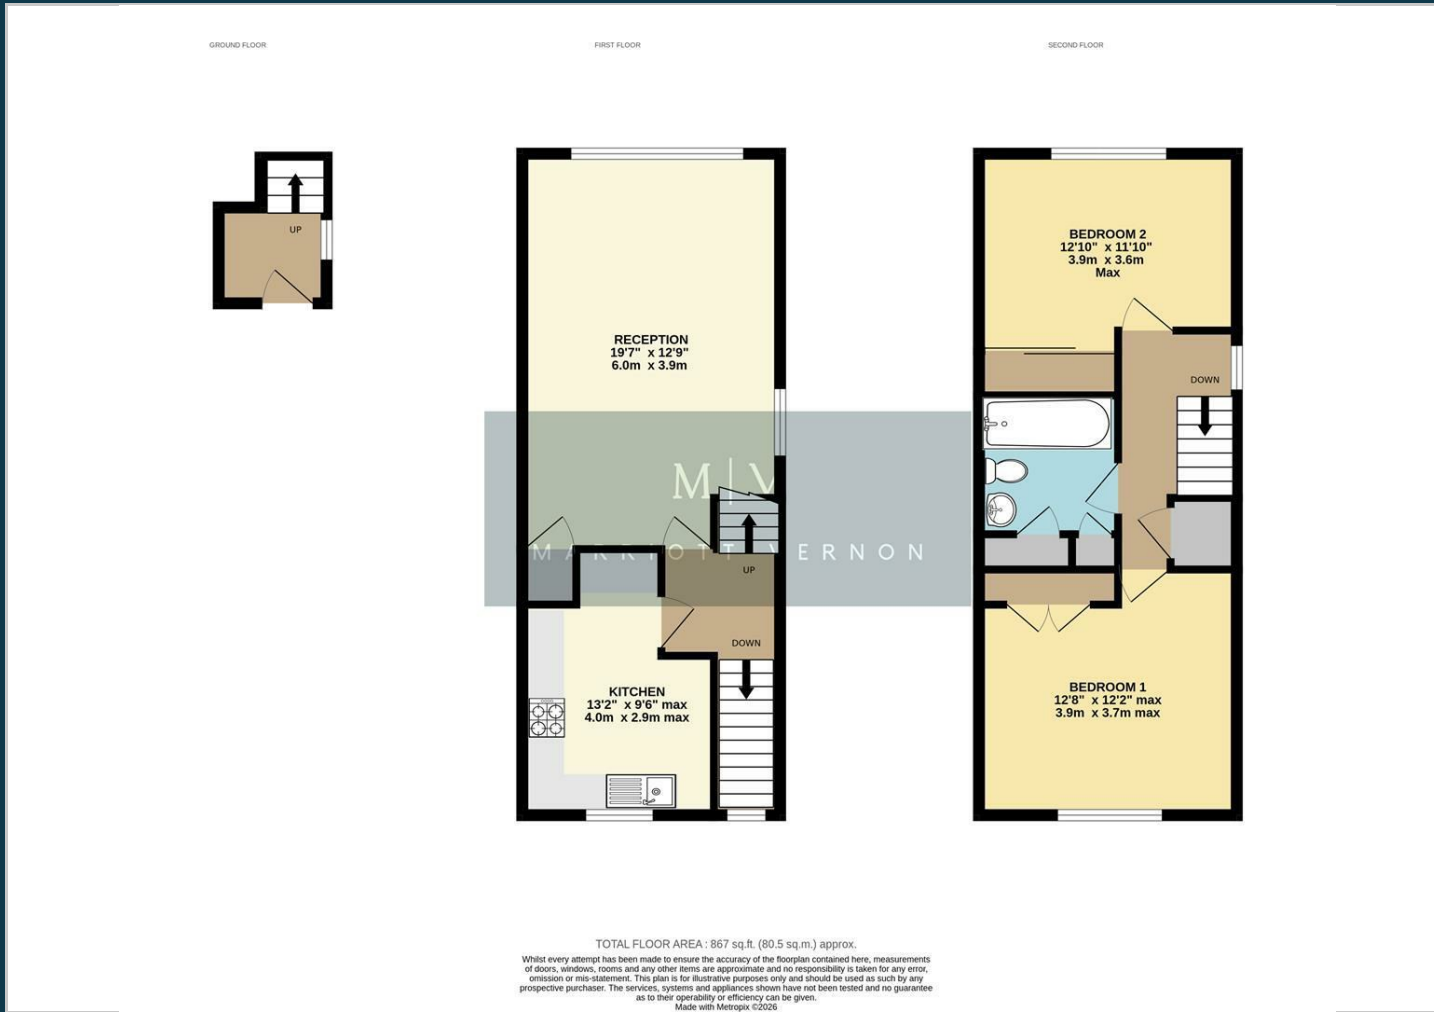 GROUND FLOOR
FIRST FLOOR
SECOND FLOOR
UP
RECEPTION
19'7" x 12'9"
6.0m x 3.9m
M|V
MARRIOTT VERNON
UP
DOWN
KITCHEN
13'2" x 9'6" max
4.0m x 2.9m max
BEDROOM 2
12'10" x 11'10"
3.9m x 3.6m
Max
DOWN
BEDROOM 1
12'8" x 12'2" max
3.9m x 3.7m max
TOTAL FLOOR AREA : 867 sq.ft. (80.5 sq.m.) approx.
Whilst every attempt has been made to ensure the accuracy of the floorplan contained here, measurements
of doors, windows, rooms and any other items are approximate and no responsibility is taken for any error,
omission or mis-statement. This plan is for illustrative purposes only and should be used as such by any
prospective purchaser. The services, systems and appliances shown have not been tested and no guarantee
as to their operability or efficiency can be given.
Made with Metropix ©2026